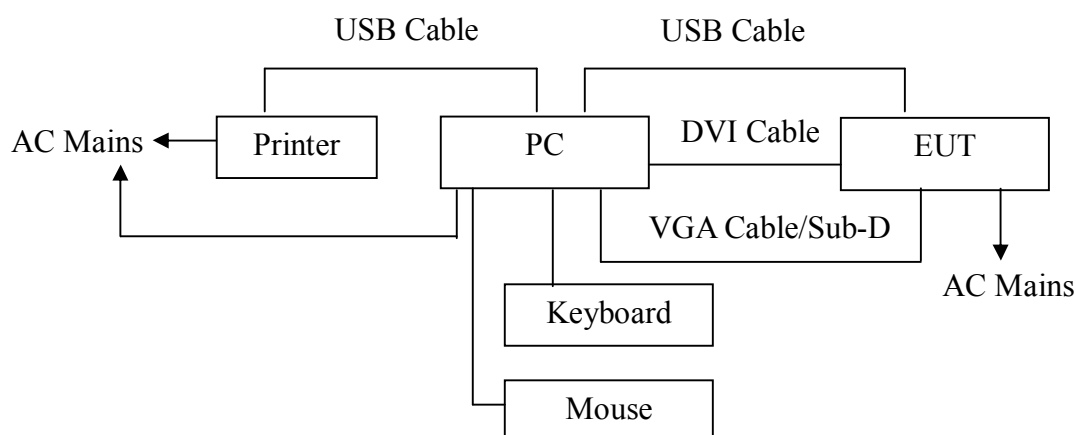 USB Cable
USB Cable
AC Mains
Printer
PC
DVI Cable
EUT
VGA Cable/Sub-D
AC Mains
Keyboard
Mouse